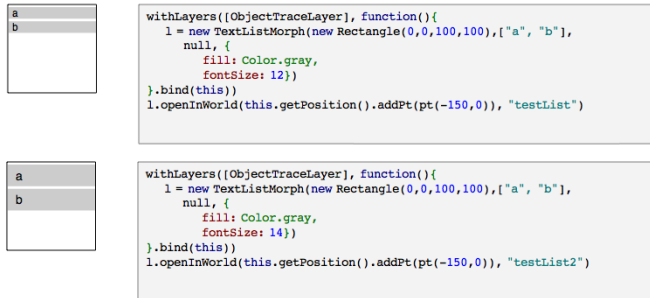 a
b
withLayers([ObjectTraceLayer], function(){
l = new TextListMorph(new Rectangle(0,0,100,100),["a", "b"],
null, {
fill: Color.gray,
fontSize: 12})
}.bind(this))
l.openInWorld(this.getPosition().addPt(pt(-150,0)), "testList")
a
b
withLayers([ObjectTraceLayer], function(){
l = new TextListMorph(new Rectangle(0,0,100,100),["a", "b"],
null, {
fill: Color.gray,
fontSize: 14})
}.bind(this))
l.openInWorld(this.getPosition().addPt(pt(-150,0)), "testList2")